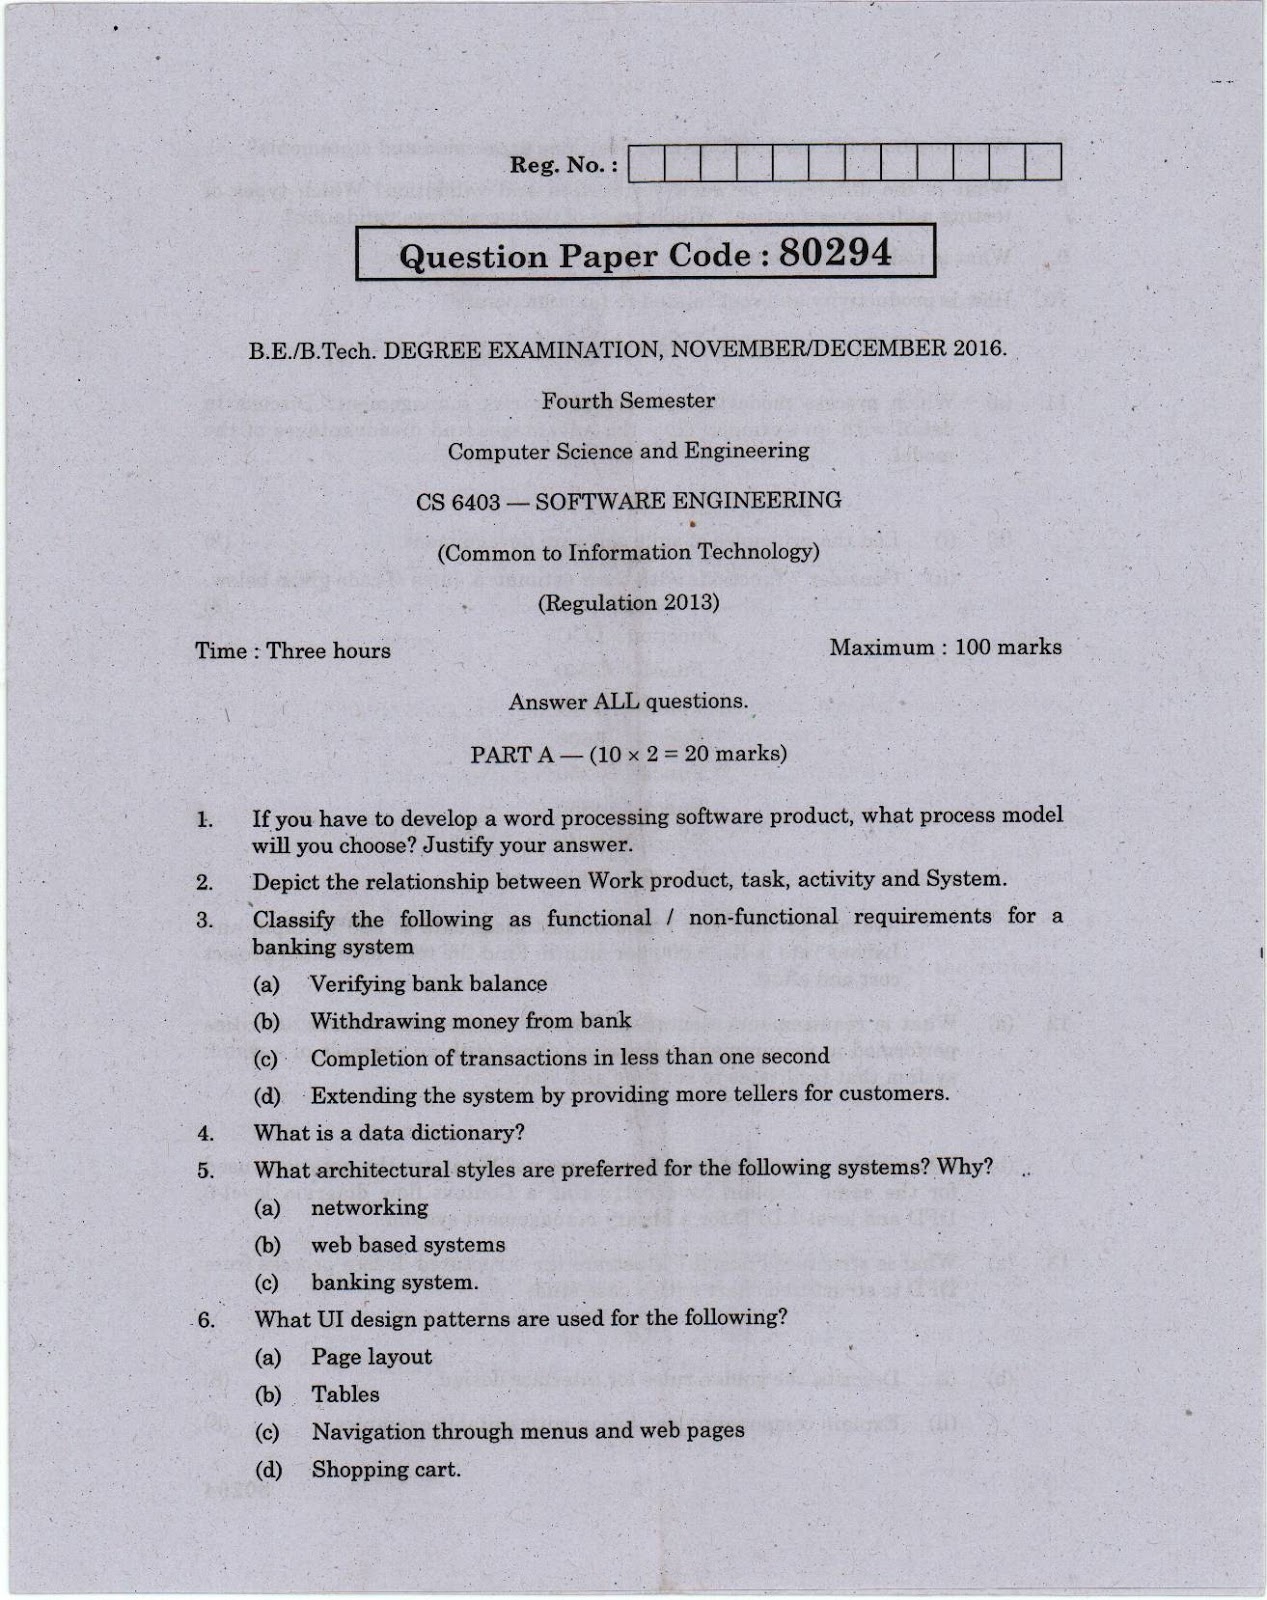 Reg. No. :
Question Paper Code : 80294
B.E./B.Tech. DEGREE EXAMINATION, NOVEMBER/DECEMBER 2016.
Fourth Semester
Computer Science and Engineering
CS 6403 — SOFTWARE ENGINEERING
(Common to Information Technology)
(Regulation 2013)
Time : Three hours Maximum : 100 marks
Answer ALL questions.
PART A — (10 × 2 = 20 marks)
1. If you have to develop a word processing software product, what process model
will you choose? Justify your answer.
2. Depict the relationship between Work product, task, activity and System.
3. Classify the following as functional / non-functional requirements for a
banking system
(a) Verifying bank balance
(b) Withdrawing money from bank
(c) Completion of transactions in less than one second
(d) Extending the system by providing more tellers for customers.
4. What is a data dictionary?
5. What architectural styles are preferred for the following systems? Why?
(a) networking
(b) web based systems
(c) banking system.
6. What UI design patterns are used for the following?
(a) Page layout
(b) Tables
(c) Navigation through menus and web pages
(d) Shopping cart.